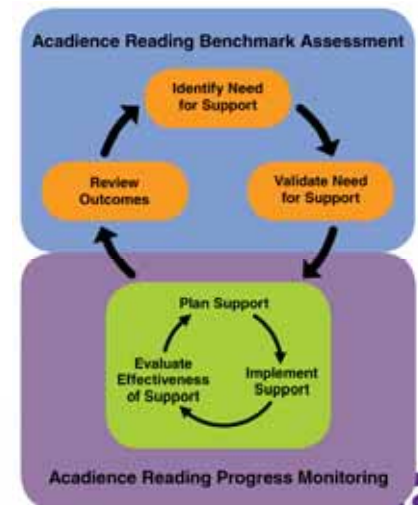 Acadience Reading Benchmark Assessment
Identify Need
for Support
Review
Outcomes
Validate Need
for Support
Plan Support
Evaluate
Effectiveness
of Support
Implement
Support
Acadience Reading Progress Monitoring